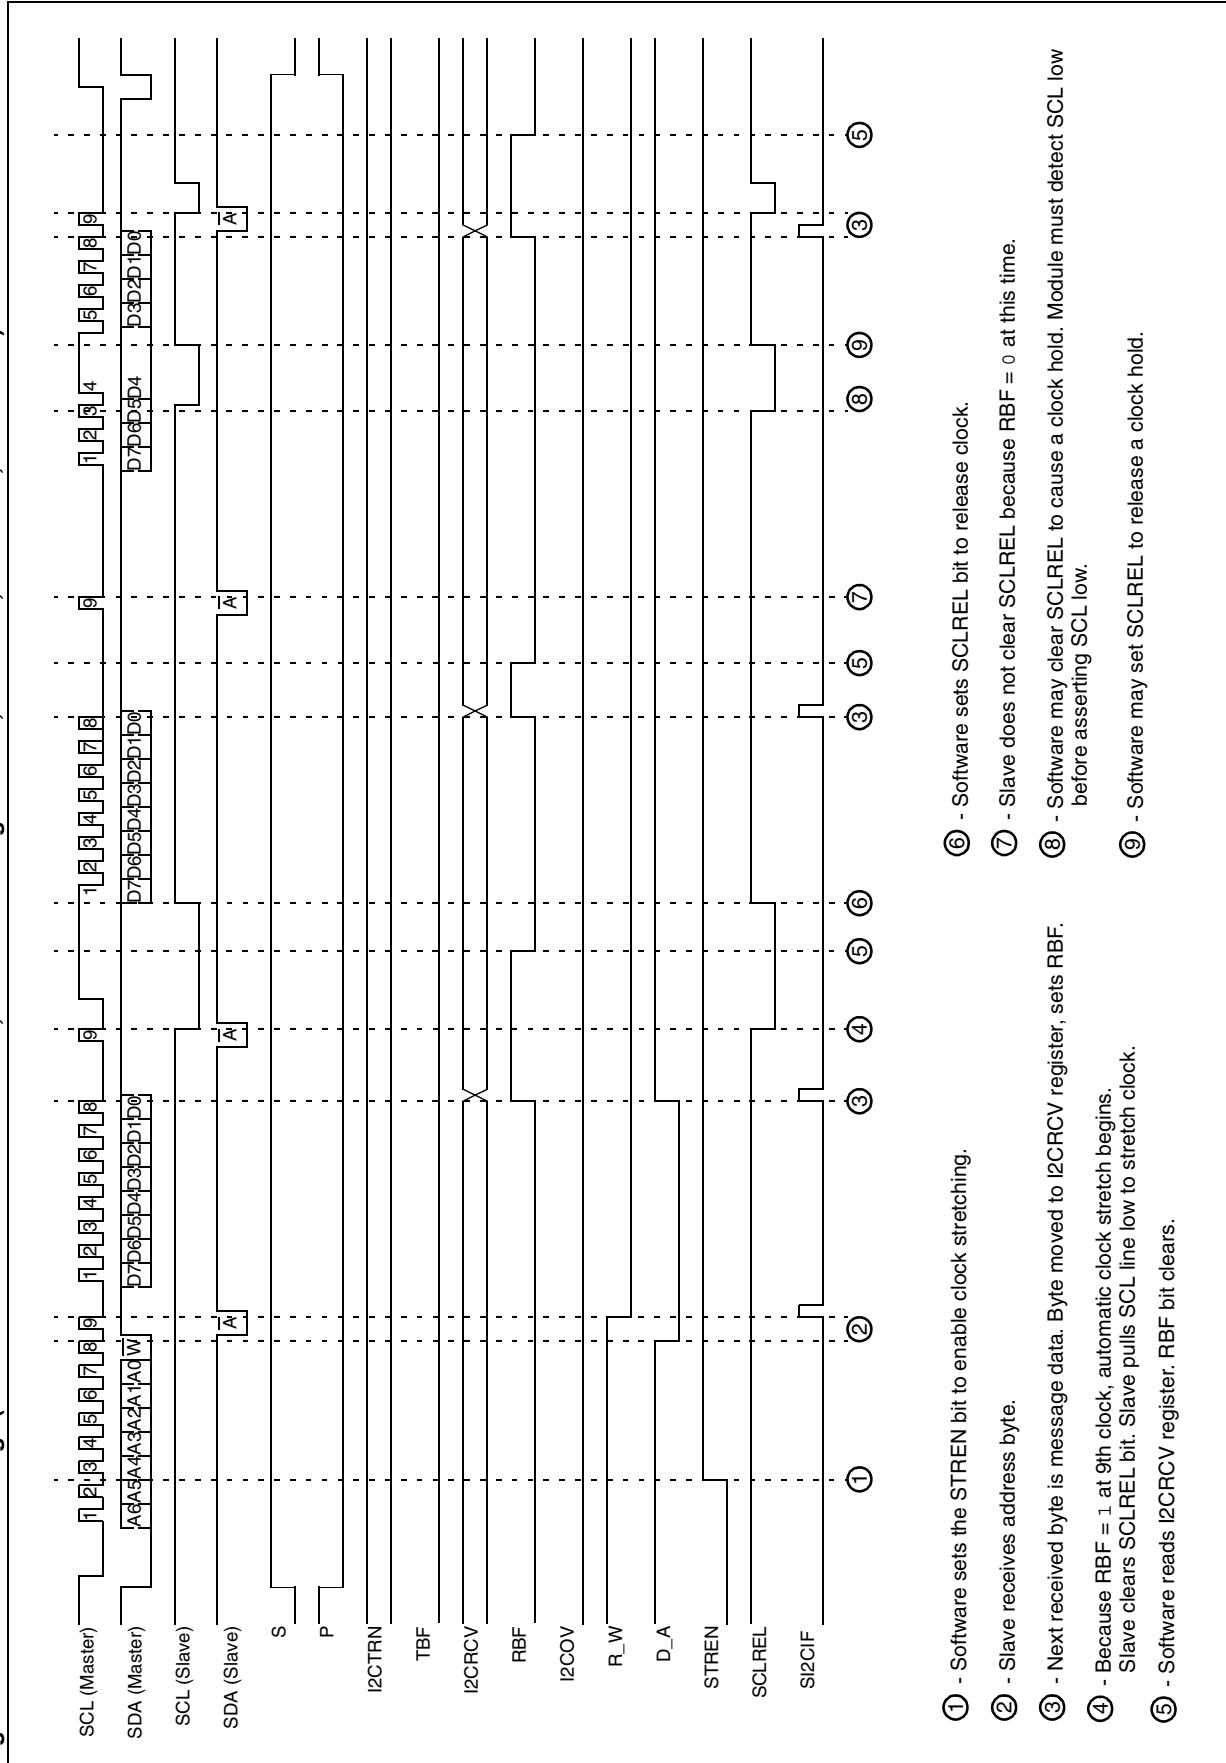 SCL (Master) 1 2 3 4 5 6 7 8 9 1 2 3 4 5 6 7 8 9 1 2 3 4 5 6 7 8 9 1 2 3 4 5 6 7 8 9
SDA (Master) A6 A5 A4 A3 A2 A1 A0 W̅ D7 D6 D5 D4 D3 D2 D1 D0 D7 D6 D5 D4 D3 D2 D1 D0 D7 D6 D5 D4 D3 D2 D1 D0
SCL (Slave)
SDA (Slave) A̅ A̅ A̅ A̅
S
P
I2CTRN
TBF
I2CRCV
RBF
I2COV
R_W
D_A
STREN
SCLREL
SI2CIF
① ② ③ ④ ⑤ ⑥ ③ ⑤ ⑦ ⑧ ⑨ ③ ⑤
① - Software sets the STREN bit to enable clock stretching.
② - Slave receives address byte.
③ - Next received byte is message data. Byte moved to I2CRCV register, sets RBF.
④ - Because RBF = 1 at 9th clock, automatic clock stretch begins.
Slave clears SCLREL bit. Slave pulls SCL line low to stretch clock.
⑤ - Software reads I2CRCV register. RBF bit clears.
⑥ - Software sets SCLREL bit to release clock.
⑦ - Slave does not clear SCLREL because RBF = 0 at this time.
⑧ - Software may clear SCLREL to cause a clock hold. Module must detect SCL low
before asserting SCL low.
⑨ - Software may set SCLREL to release a clock hold.